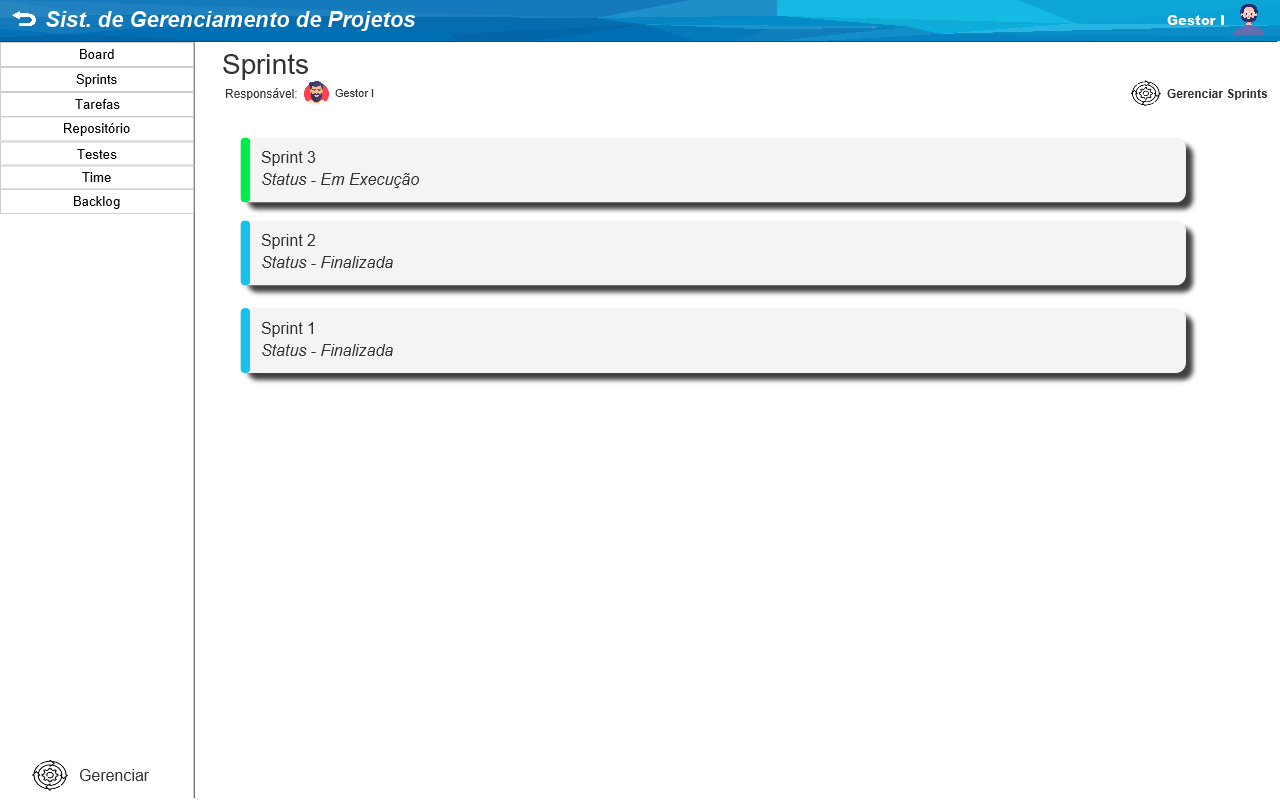 Sist. de Gerenciamento de Projetos
Gestor I
Board
Sprints
Tarefas
Repositório
Testes
Time
Backlog
Gerenciar
Sprints
Responsável: Gestor I
Gerenciar Sprints
Sprint 3
Status - Em Execução
Sprint 2
Status - Finalizada
Sprint 1
Status - Finalizada